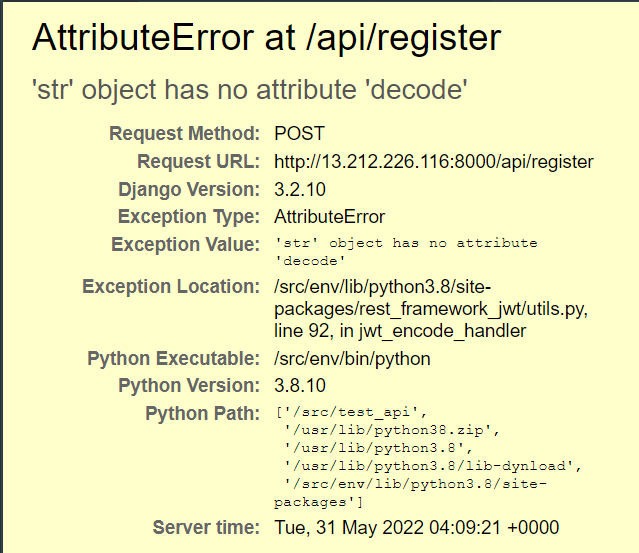 AttributeError at /api/register
'str' object has no attribute 'decode'
Request Method: POST
Request URL: http://13.212.226.116:8000/api/register
Django Version: 3.2.10
Exception Type: AttributeError
Exception Value: 'str' object has no attribute
'decode'
Exception Location: /src/env/lib/python3.8/site-
packages/rest_framework_jwt/utils.py,
line 92, in jwt_encode_handler
Python Executable: /src/env/bin/python
Python Version: 3.8.10
Python Path: ['/src/test_api',
'/usr/lib/python38.zip',
'/usr/lib/python3.8',
'/usr/lib/python3.8/lib-dynload',
'/src/env/lib/python3.8/site-
packages']
Server time: Tue, 31 May 2022 04:09:21 +0000